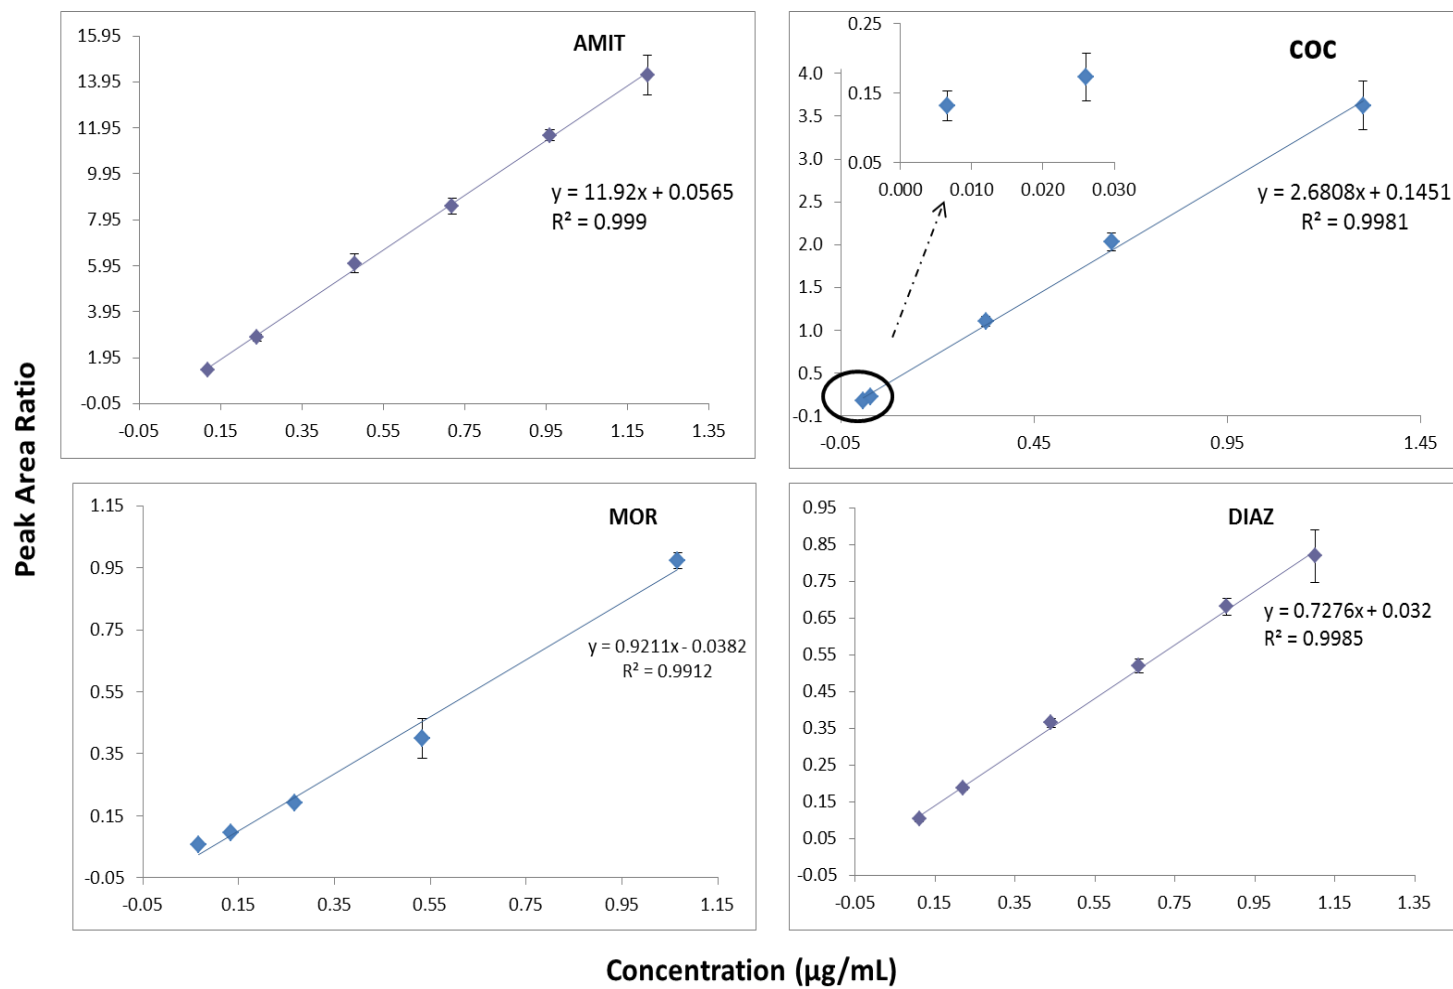 Peak Area Ratio
AMIT
15.95
13.95
11.95
9.95
7.95
5.95
3.95
1.95
-0.05
y = 11.92x + 0.0565
R² = 0.999
-0.05 0.15 0.35 0.55 0.75 0.95 1.15 1.35
COC
4.0
3.5
3.0
2.5
2.0
1.5
1.0
0.5
-0.1
0.25
0.15
0.05
0.000 0.010 0.020 0.030
y = 2.6808x + 0.1451
R² = 0.9981
-0.05 0.45 0.95 1.45
MOR
1.15
0.95
0.75
0.55
0.35
0.15
-0.05
y = 0.9211x - 0.0382
R² = 0.9912
-0.05 0.15 0.35 0.55 0.75 0.95 1.15
DIAZ
0.95
0.85
0.75
0.65
0.55
0.45
0.35
0.25
0.15
0.05
-0.05
y = 0.7276x + 0.032
R² = 0.9985
-0.05 0.15 0.35 0.55 0.75 0.95 1.15 1.35
Concentration (µg/mL)